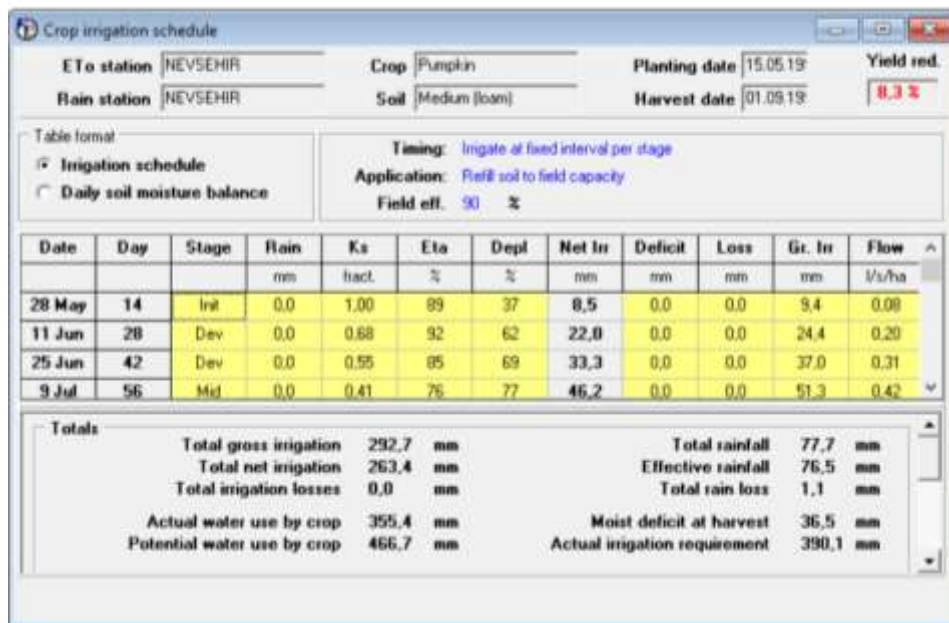 Crop irrigation schedule
ETo station NEVSEHIR Crop Pumpkin Planting date 15.05.19 Yield red.
Rain station NEVSEHIR Soil Medium (loam) Harvest date 01.09.19 8,3 %
Table format
Irrigation schedule
Daily soil moisture balance
Timing: Irrigate at fixed interval per stage
Application: Refill soil to field capacity
Field eff. 90 %
Date Day Stage Rain Ks Eta Depl Net Irr Deficit Loss Gr. Irr Flow
mm fract. % % mm mm mm mm l/s/ha
28 May 14 Init 0,0 1,00 89 37 8,5 0,0 0,0 9,4 0,08
11 Jun 28 Dev 0,0 0,68 92 62 22,0 0,0 0,0 24,4 0,20
25 Jun 42 Dev 0,0 0,55 85 69 33,3 0,0 0,0 37,0 0,31
9 Jul 56 Mid 0,0 0,41 76 77 46,2 0,0 0,0 51,3 0,42
Totals
Total gross irrigation 292,7 mm Total rainfall 77,7 mm
Total net irrigation 263,4 mm Effective rainfall 76,5 mm
Total irrigation losses 0,0 mm Total rain loss 1,1 mm
Actual water use by crop 355,4 mm Moist deficit at harvest 36,5 mm
Potential water use by crop 466,7 mm Actual irrigation requirement 390,1 mm